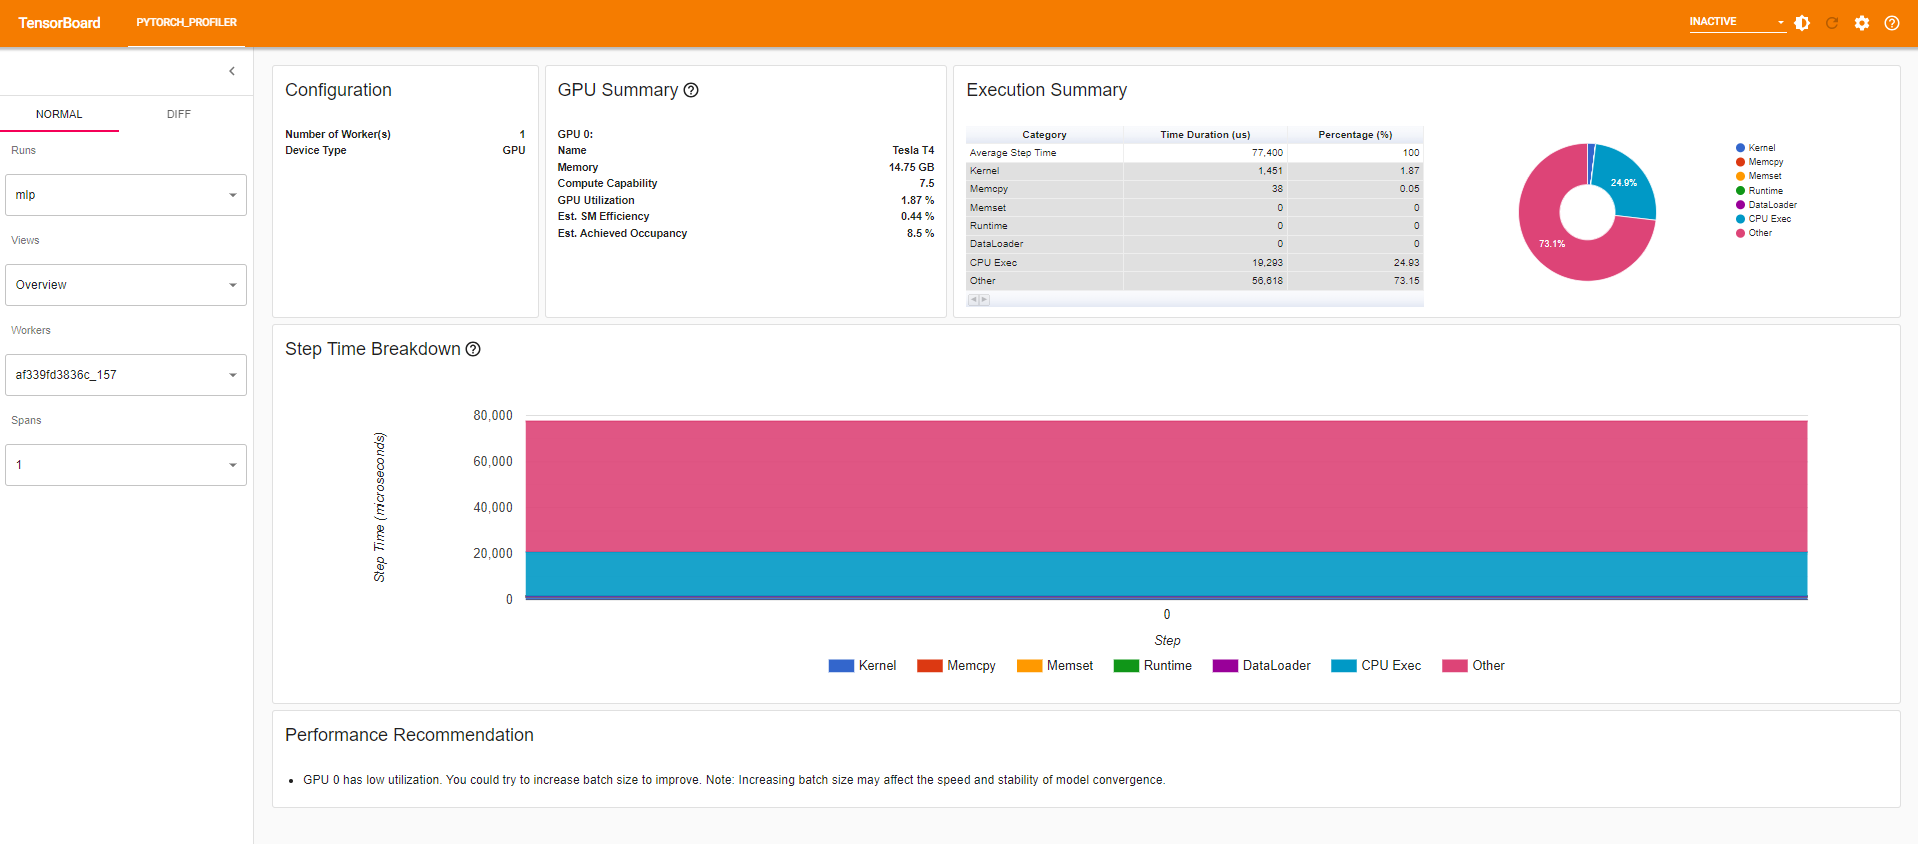 TensorBoard
PYTORCH_PROFILER
INACTIVE
NORMAL DIFF
Runs
mlp
Views
Overview
Workers
af339fd3836c_157
Spans
1
Configuration
Number of Worker(s) 1
Device Type GPU
GPU Summary
GPU 0:
Name Tesla T4
Memory 14.75 GB
Compute Capability 7.5
GPU Utilization 1.87 %
Est. SM Efficiency 0.44 %
Est. Achieved Occupancy 8.5 %
Execution Summary
Category Time Duration (us) Percentage (%)
Average Step Time 77,400 100
Kernel 1,451 1.87
Memcpy 38 0.05
Memset 0 0
Runtime 0 0
DataLoader 0 0
CPU Exec 19,293 24.93
Other 56,618 73.15
24.9%
73.1%
Kernel
Memcpy
Memset
Runtime
DataLoader
CPU Exec
Other
Step Time Breakdown
Step Time (microseconds)
80,000
60,000
40,000
20,000
0
0
Step
Kernel Memcpy Memset Runtime DataLoader CPU Exec Other
Performance Recommendation
• GPU 0 has low utilization. You could try to increase batch size to improve. Note: Increasing batch size may affect the speed and stability of model convergence.